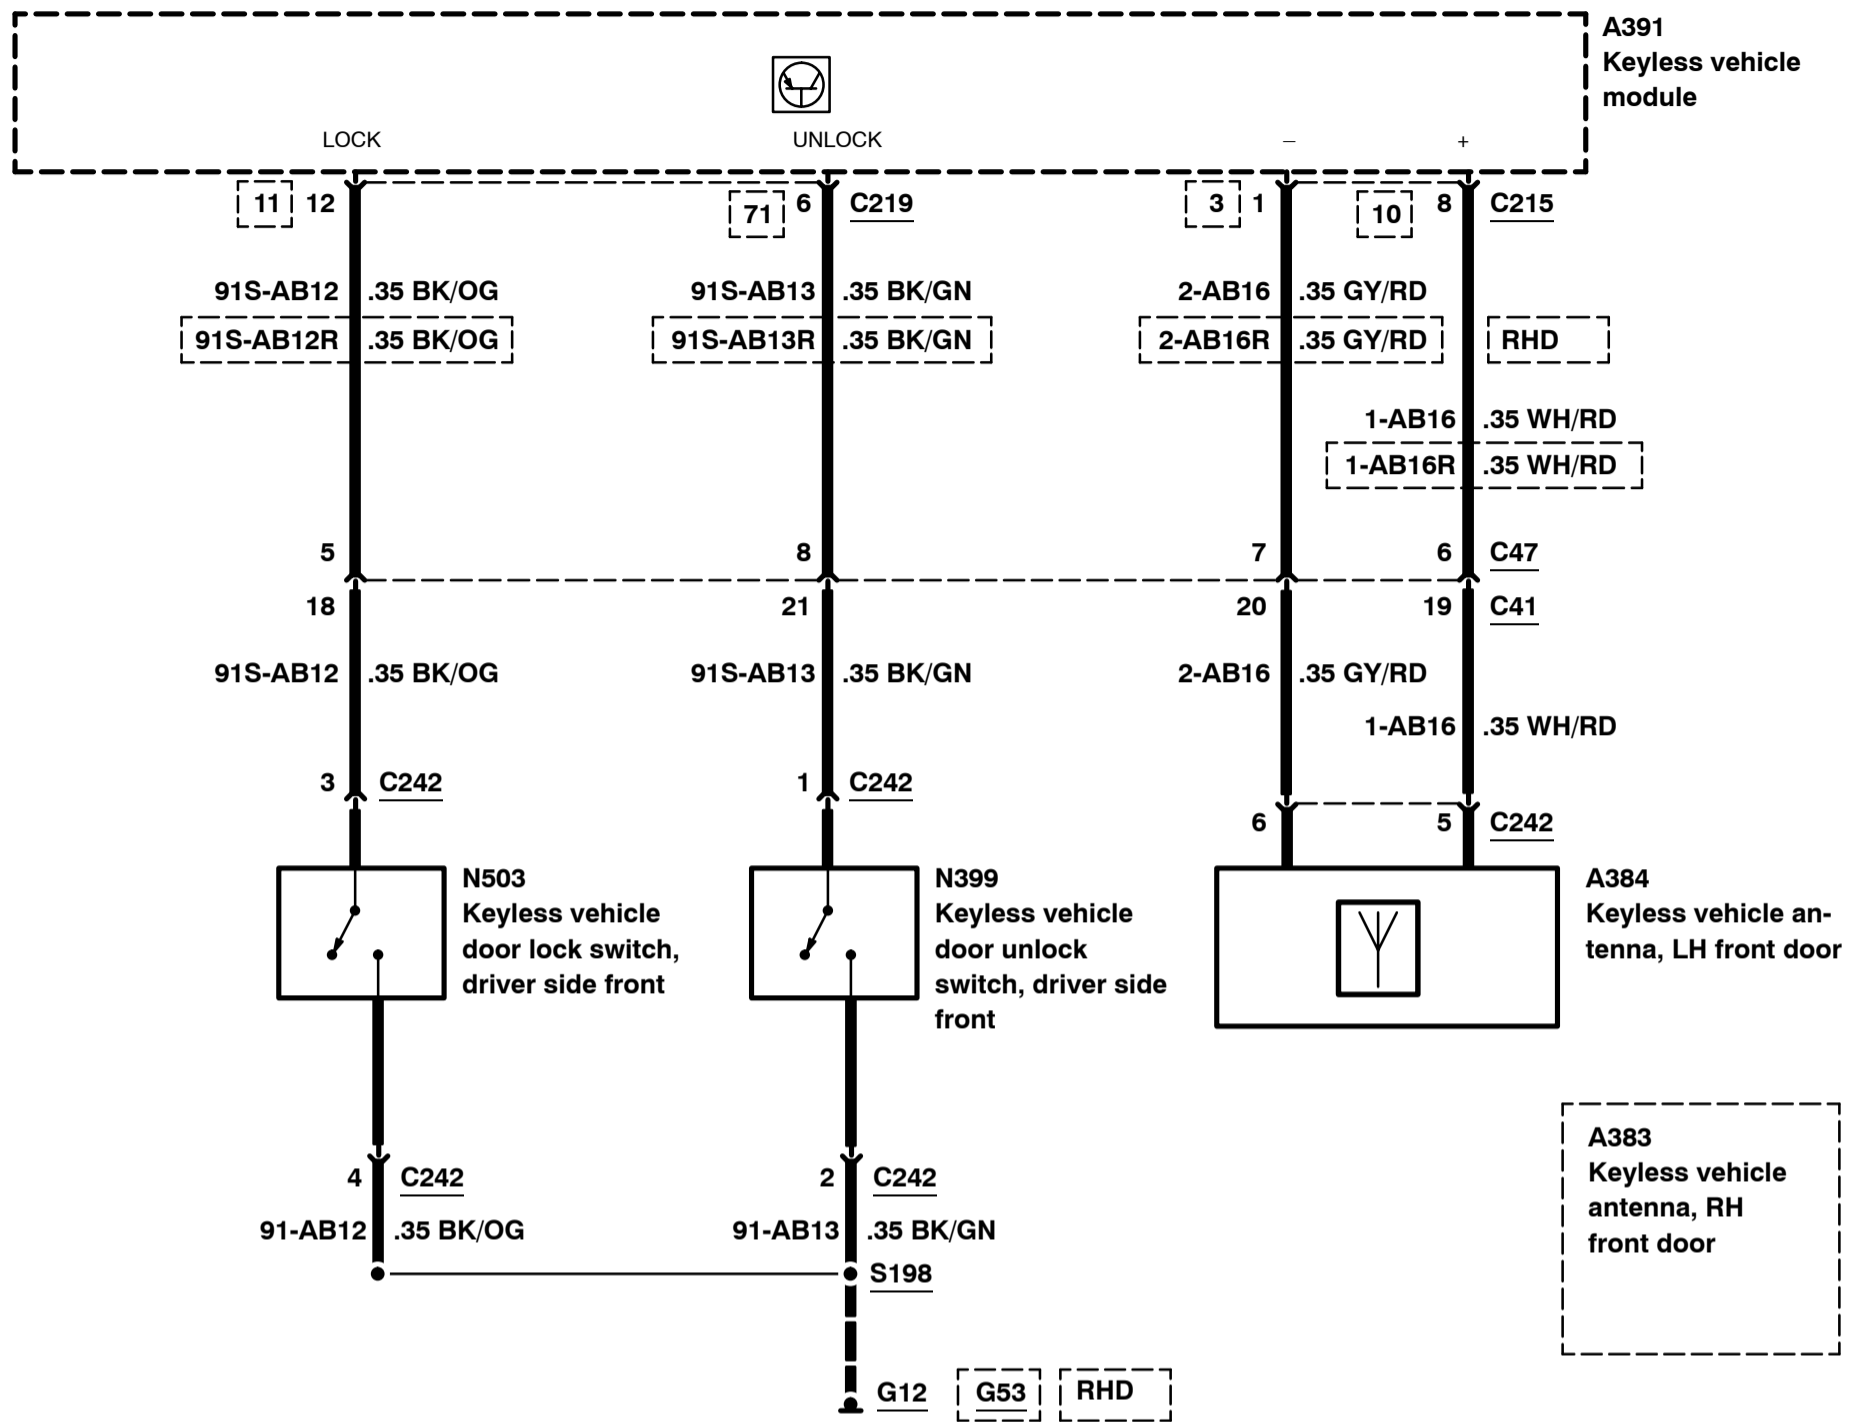 A391
Keyless vehicle
module
LOCK
UNLOCK
–
+
11 12
71 6 C219
3 1
10 8 C215
91S-AB12 .35 BK/OG
91S-AB13 .35 BK/GN
2-AB16 .35 GY/RD
91S-AB12R .35 BK/OG
91S-AB13R .35 BK/GN
2-AB16R .35 GY/RD
RHD
1-AB16 .35 WH/RD
1-AB16R .35 WH/RD
5
8
7
6 C47
18
21
20
19 C41
91S-AB12 .35 BK/OG
91S-AB13 .35 BK/GN
2-AB16 .35 GY/RD
1-AB16 .35 WH/RD
3 C242
1 C242
6
5 C242
N503
Keyless vehicle
door lock switch,
driver side front
N399
Keyless vehicle
door unlock
switch, driver side
front
A384
Keyless vehicle an-
tenna, LH front door
A383
Keyless vehicle
antenna, RH
front door
4 C242
2 C242
91-AB12 .35 BK/OG
91-AB13 .35 BK/GN
S198
G12
G53
RHD